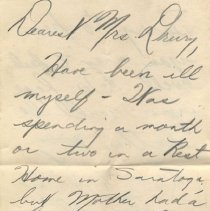 Dearest Mrs. Drury,
Have been ill
myself - Was
spending a month
or two in a Rest
Home in Saratoga,
but Mother had a